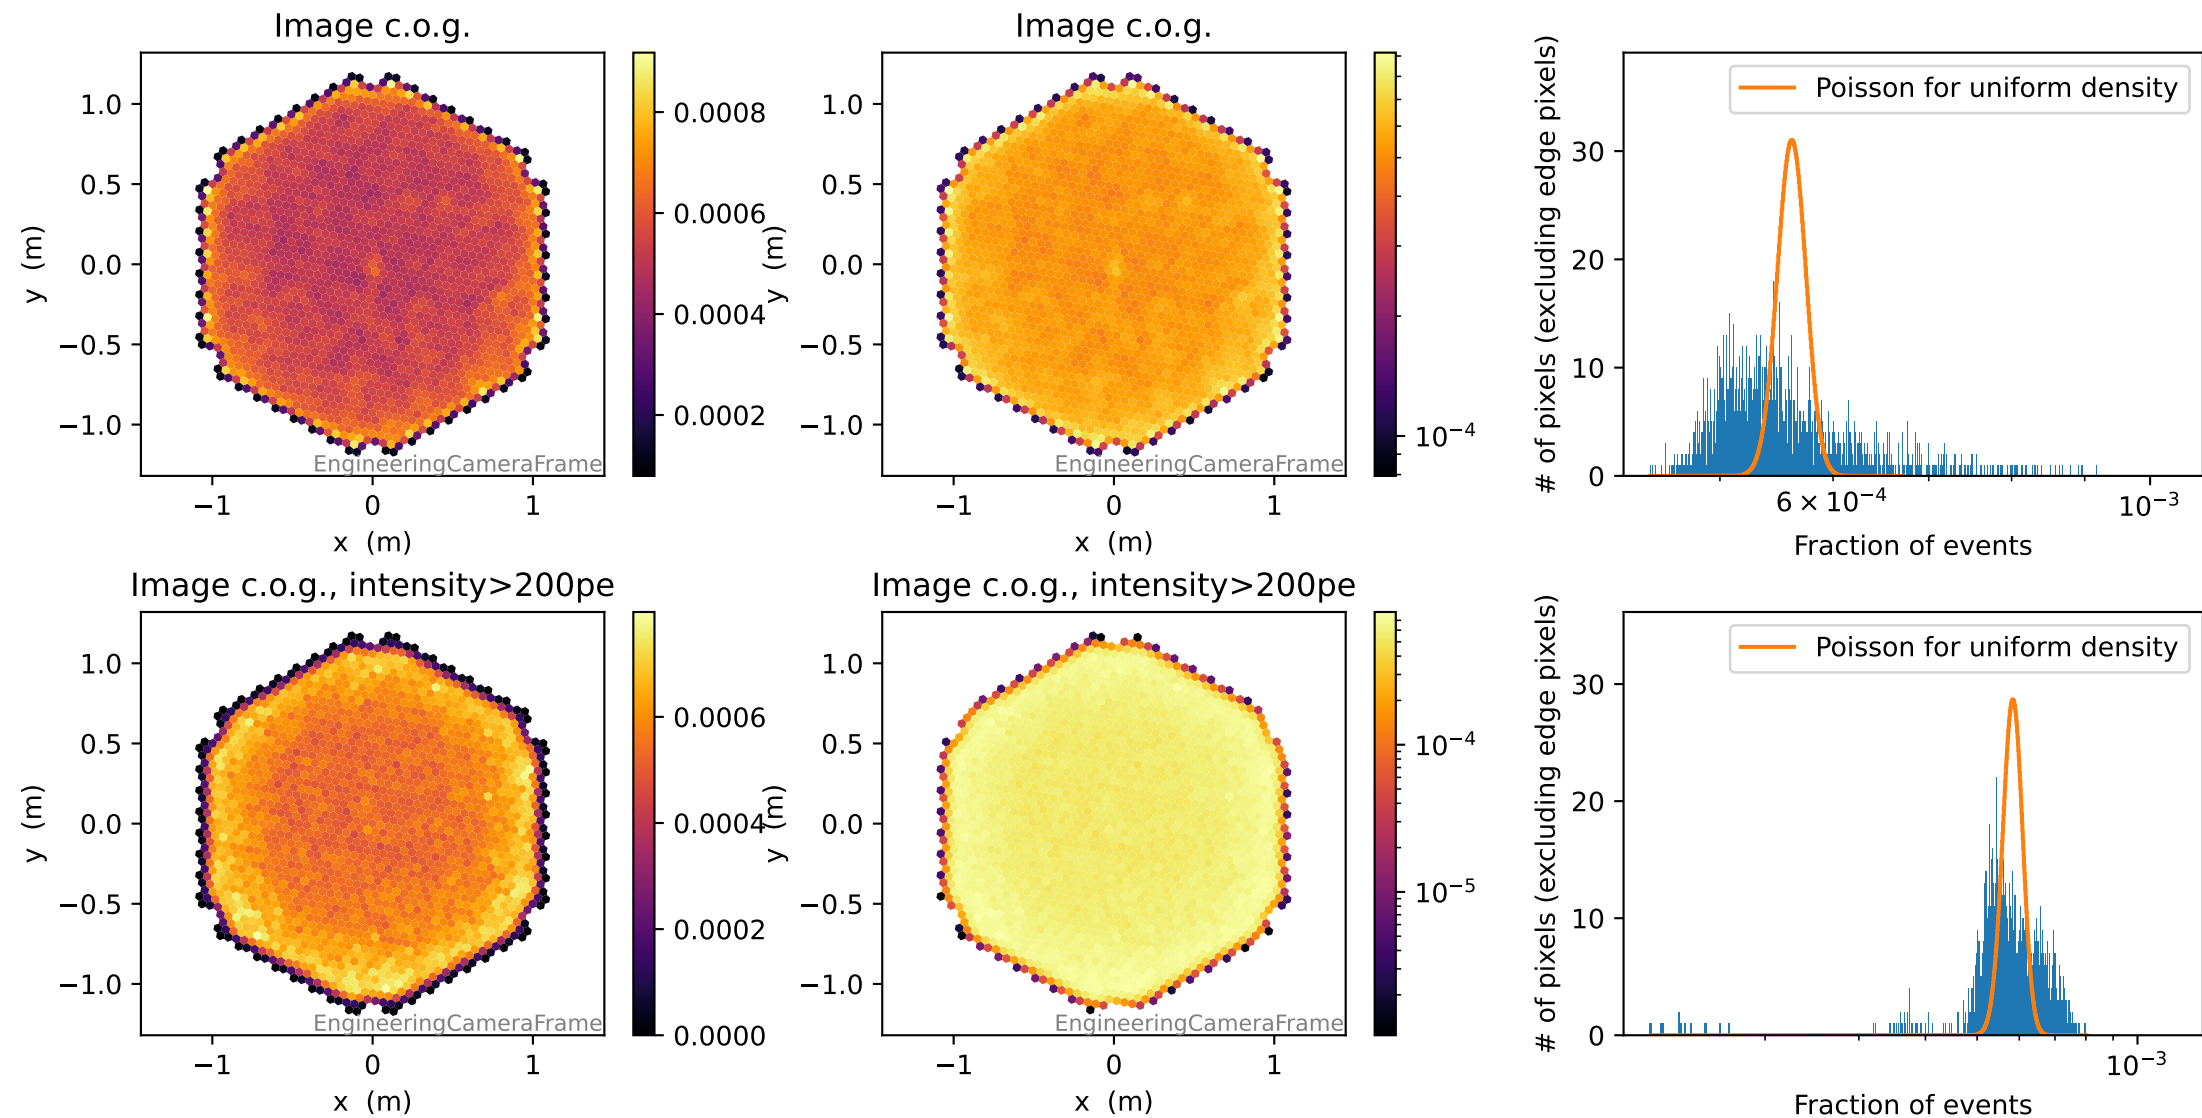 Image c.o.g.
1.0
0.5
0.0
−0.5
−1.0
y (m)
−1
0
1
x (m)
EngineeringCameraFrame
0.0008
0.0006
0.0004
0.0002
Image c.o.g.
1.0
0.5
0.0
−0.5
−1.0
y (m)
−1
0
1
x (m)
EngineeringCameraFrame
10⁻⁴
Poisson for uniform density
# of pixels (excluding edge pixels)
30
20
10
0
6 × 10⁻⁴
10⁻³
Fraction of events
Image c.o.g., intensity>200pe
1.0
0.5
0.0
−0.5
−1.0
y (m)
−1
0
1
x (m)
EngineeringCameraFrame
0.0006
0.0004
0.0002
0.0000
Image c.o.g., intensity>200pe
1.0
0.5
0.0
−0.5
−1.0
y (m)
−1
0
1
x (m)
EngineeringCameraFrame
10⁻⁴
10⁻⁵
Poisson for uniform density
# of pixels (excluding edge pixels)
30
20
10
0
10⁻³
Fraction of events